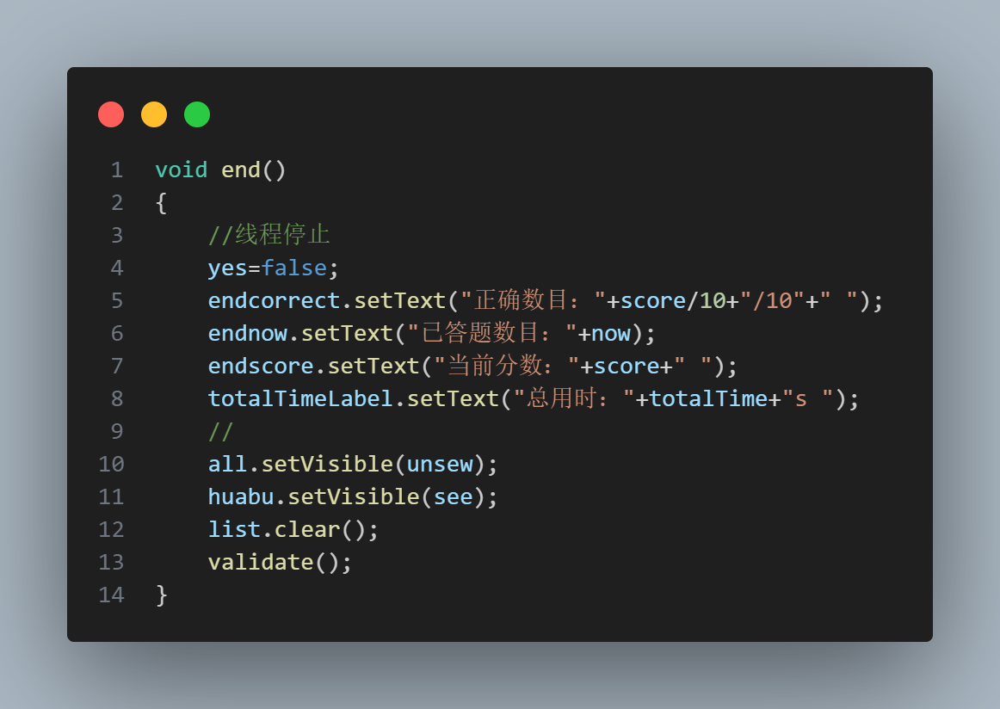 1 void end()
2 {
3 //线程停止
4 yes=false;
5 endcorrect.setText("正确数目："+score/10+"/10"+" ");
6 endnow.setText("已答题数目："+now);
7 endscore.setText("当前分数："+score+" ");
8 totalTimeLabel.setText("总用时："+totalTime+"s ");
9 //
10 all.setVisible(unsew);
11 huabu.setVisible(see);
12 list.clear();
13 validate();
14 }